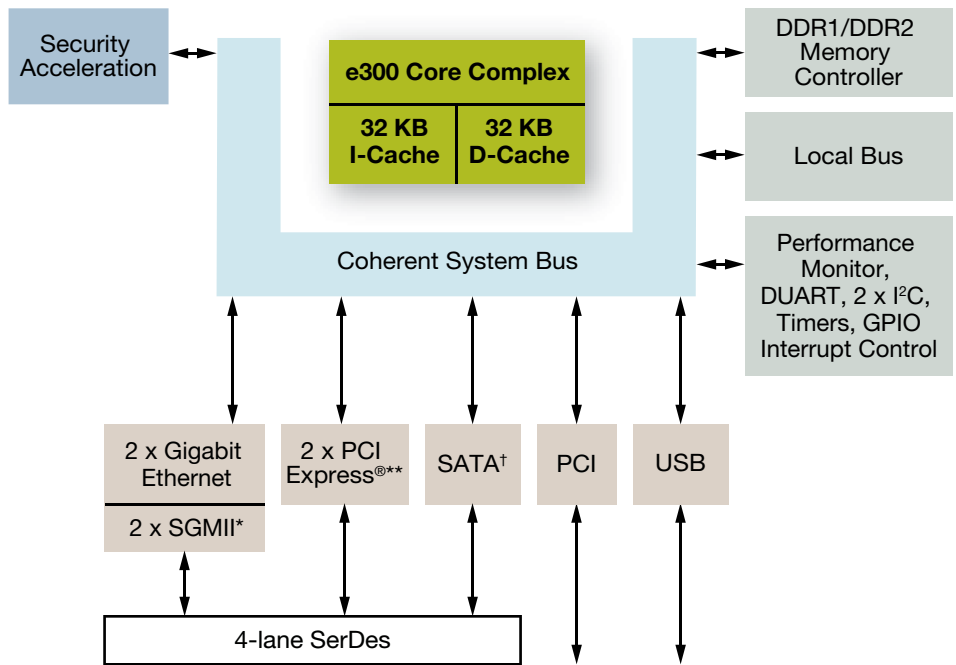 Security
Acceleration
e300 Core Complex
32 KB
I-Cache
32 KB
D-Cache
DDR1/DDR2
Memory
Controller
Local Bus
Coherent System Bus
Performance
Monitor,
DUART, 2 x I²C,
Timers, GPIO
Interrupt Control
2 x Gigabit
Ethernet
2 x SGMII*
2 x PCI
Express®**
SATA†
PCI
USB
4-lane SerDes